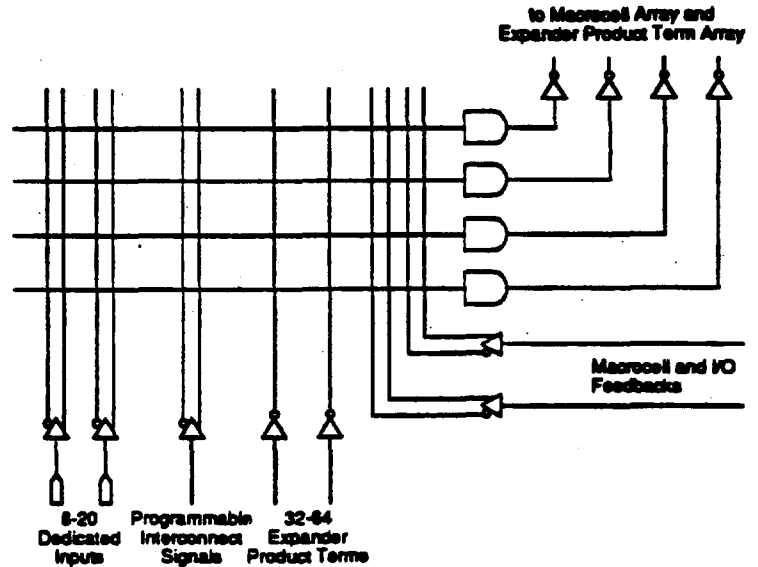 to Macrocell Array and
Expander Product Term Array
Macrocell and I/O
Feedbacks
8-20
Dedicated
Inputs
Programmable
Interconnect
Signals
32-64
Expander
Product Terms